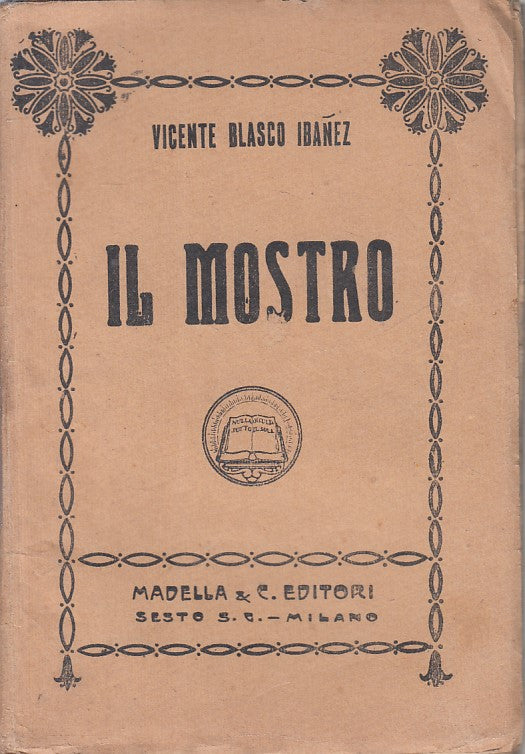 VICENTE BLASCO IBAÑEZ
IL MOSTRO
MADELLA & C. EDITORI
SESTO S. C. – MILANO